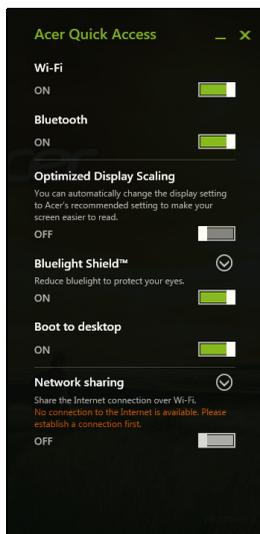 Acer Quick Access
Wi-Fi
ON
Bluetooth
ON
Optimized Display Scaling
You can automatically change the display setting
to Acer's recommended setting to make your
screen easier to read.
OFF
Bluelight Shield™
Reduce bluelight to protect your eyes.
ON
Boot to desktop
ON
Network sharing
Share the Internet connection over Wi-Fi.
No connection to the Internet is available. Please
establish a connection first.
OFF